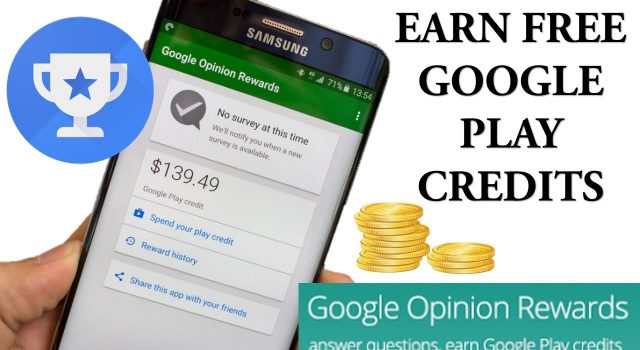 EARN FREE
GOOGLE
PLAY
CREDITS
SAMSUNG
71% 13:54
Google Opinion Rewards
No survey at this time
We'll notify you when a new
survey is available.
$139.49
Google Play credit
Spend your play credit
Reward history
Share this app with your friends
Google Opinion Rewards
answer questions, earn Google Play credits